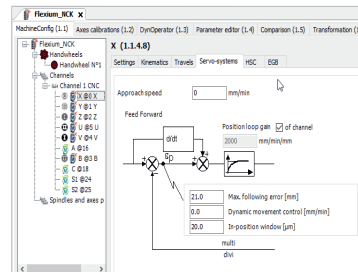 Flexium_NCK x
MachineConfig (1.1) Axes calibrations (1.2) DynOperator (1.3) Parameter editor (1.4) Comparison (1.5) Transformation (1
Flexium_NCK
Handwheels
Handwheel N°1
Channels
Channel 1 CNC
X @0 X
Y @1 Y
Z @2 Z
U @5 U
V @4 V
A @16
B @3 B
C @18
S1 @24
S2 @25
Spindles and axes p
X (1.1.4.8)
Settings Kinematics Travels Servo-systems HSC EGB
Approach speed 0 mm/min
Feed Forward
d/dt
Position loop gain of channel
2000 mm/min/mm
εp
21.0 Max. following error [mm]
0.0 Dynamic movement control [mm/min]
20.0 In-position window [µm]
multi
divi